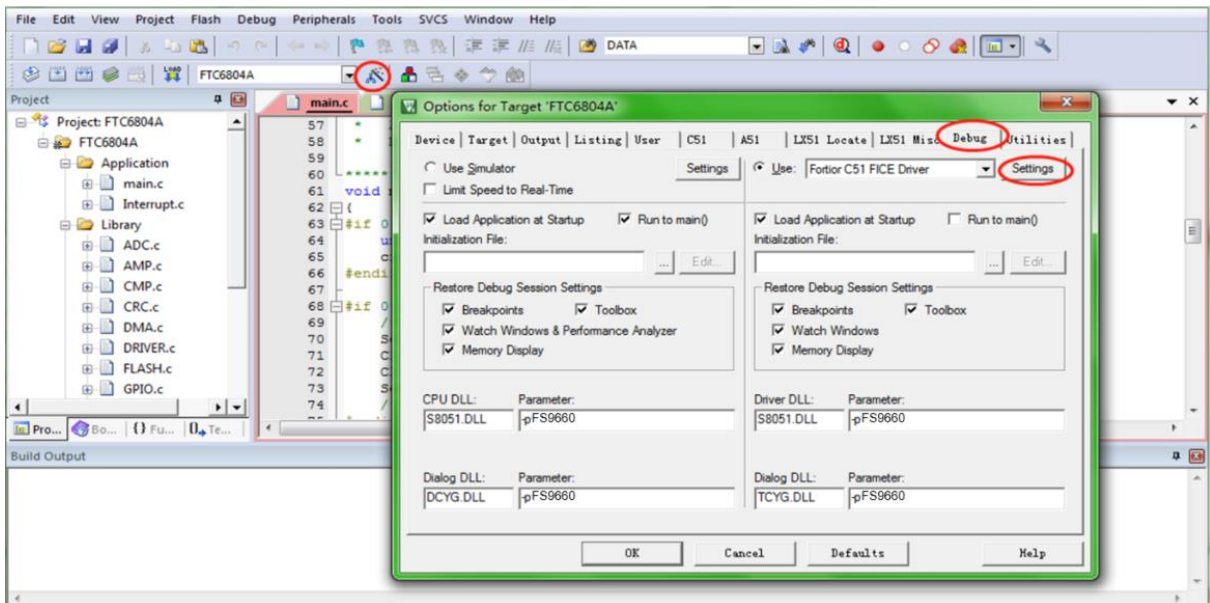 File Edit View Project Flash Debug Peripherals Tools SVCS Window Help
DATA
LOAD
FTC6804A
Project
Project: FTC6804A
FTC6804A
Application
main.c
Interrupt.c
Library
ADC.c
AMP.c
CMP.c
CRC.c
DMA.c
DRIVER.c
FLASH.c
GPIO.c
Pro... Bo... {} Fu... Te...
main.c
57 *
58 *
59
60 *****
61 void
62 {
63 #if 0
64
65
66 #endi
67
68 #if 0
69 /
70 S
71 C
72 C
73 S
74 /
Options for Target 'FTC6804A'
Device Target Output Listing User C51 A51 LX51 Locate LX51 Misc Debug Utilities
Use Simulator Settings
Limit Speed to Real-Time
Use: Fortior C51 FICE Driver Settings
Load Application at Startup Run to main()
Initialization File:
... Edit...
Restore Debug Session Settings
Breakpoints Toolbox
Watch Windows & Performance Analyzer
Memory Display
CPU DLL: Parameter:
S8051.DLL -pFS9660
Dialog DLL: Parameter:
DCYG.DLL -pFS9660
Load Application at Startup Run to main()
Initialization File:
... Edit...
Restore Debug Session Settings
Breakpoints Toolbox
Watch Windows
Memory Display
Driver DLL: Parameter:
S8051.DLL -pFS9660
Dialog DLL: Parameter:
TCYG.DLL -pFS9660
OK Cancel Defaults Help
Build Output